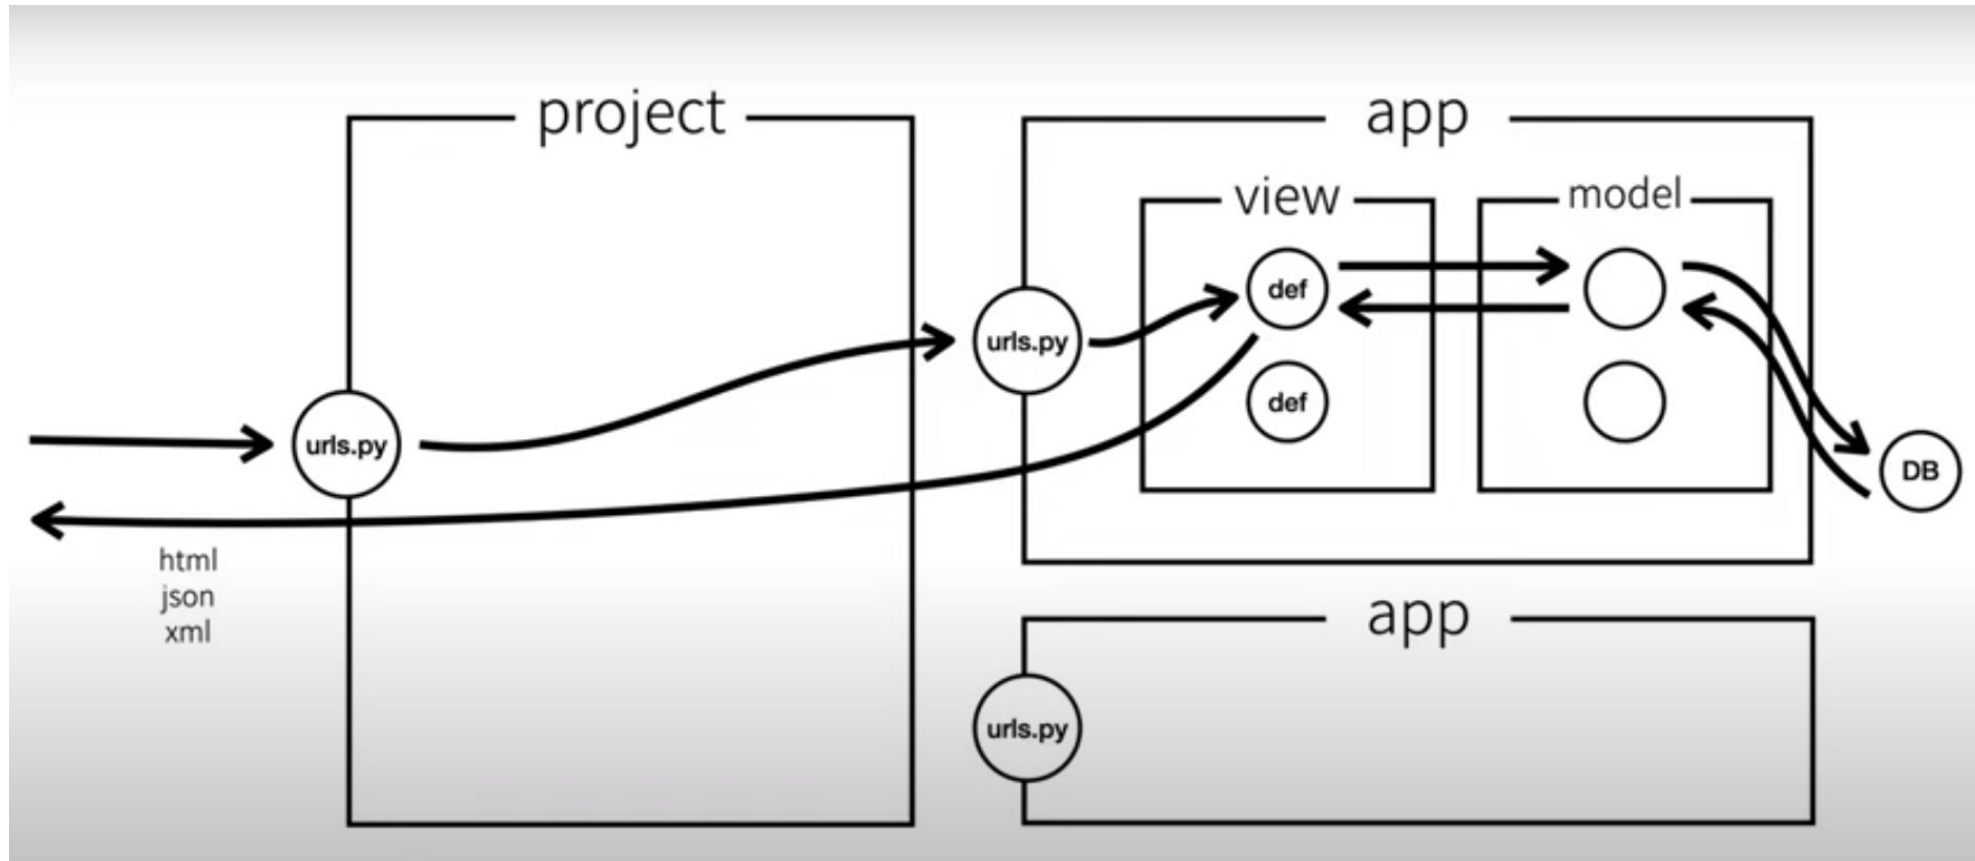 project
app
view
model
def
urls.py
def
urls.py
DB
html
json
xml
app
urls.py